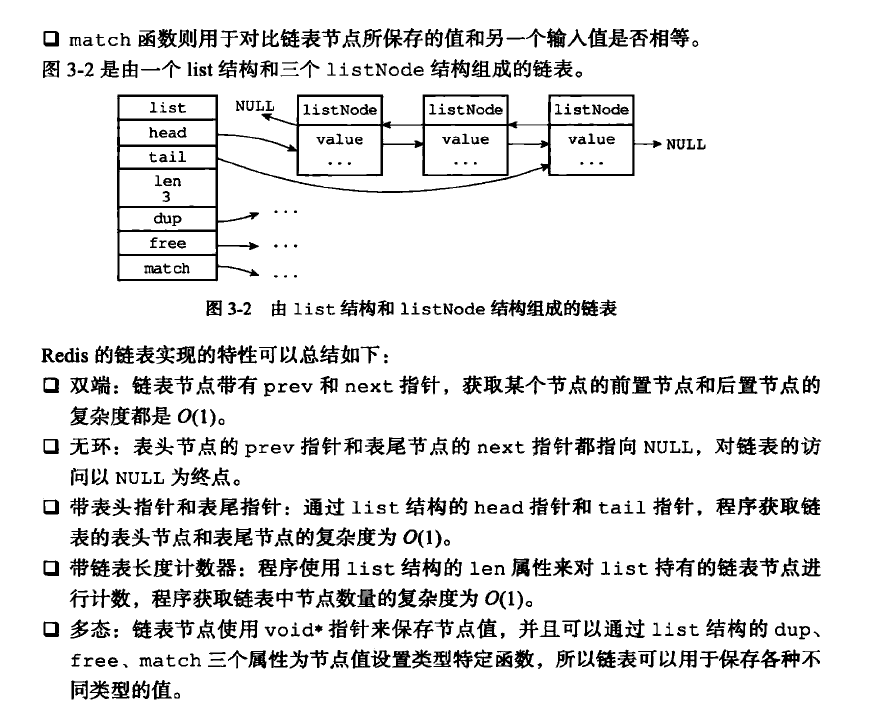 ❑ match 函数则用于对比链表节点所保存的值和另一个输入值是否相等。
图 3-2 是由一个 list 结构和三个 listNode 结构组成的链表。
list
head
tail
len
3
dup
free
match
NULL
listNode
value
...
listNode
value
...
listNode
value
...
NULL
...
...
...
图 3-2 由 list 结构和 listNode 结构组成的链表
Redis 的链表实现的特性可以总结如下：
❑ 双端：链表节点带有 prev 和 next 指针，获取某个节点的前置节点和后置节点的
复杂度都是 O(1)。
❑ 无环：表头节点的 prev 指针和表尾节点的 next 指针都指向 NULL，对链表的访
问以 NULL 为终点。
❑ 带表头指针和表尾指针：通过 list 结构的 head 指针和 tail 指针，程序获取链
表的表头节点和表尾节点的复杂度为 O(1)。
❑ 带链表长度计数器：程序使用 list 结构的 len 属性来对 list 持有的链表节点进
行计数，程序获取链表中节点数量的复杂度为 O(1)。
❑ 多态：链表节点使用 void* 指针来保存节点值，并且可以通过 list 结构的 dup、
free、match 三个属性为节点值设置类型特定函数，所以链表可以用于保存各种不
同类型的值。